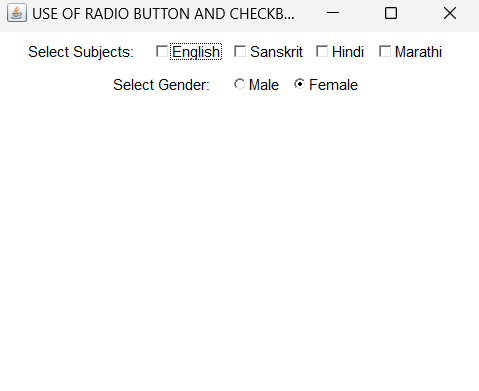 USE OF RADIO BUTTON AND CHECKB...
Select Subjects: English Sanskrit Hindi Marathi
Select Gender: Male Female